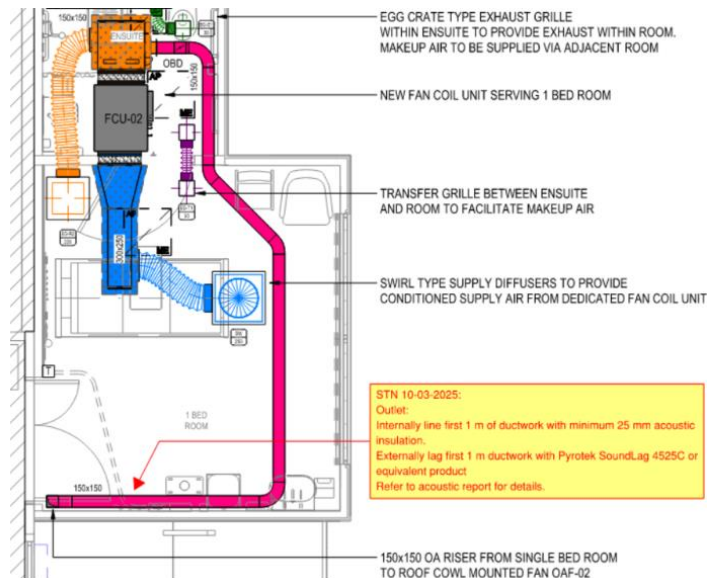 150x150
EGG CRATE TYPE EXHAUST GRILLE
WITHIN ENSUITE TO PROVIDE EXHAUST WITHIN ROOM.
MAKEUP AIR TO BE SUPPLIED VIA ADJACENT ROOM
ENSUITE
OBD
AP
150x150
NEW FAN COIL UNIT SERVING 1 BED ROOM
FCU-02
ME
TRANSFER GRILLE BETWEEN ENSUITE
AND ROOM TO FACILITATE MAKEUP AIR
AP
300x250
ME
SWIRL TYPE SUPPLY DIFFUSERS TO PROVIDE
CONDITIONED SUPPLY AIR FROM DEDICATED FAN COIL UNIT
T
STN 10-03-2025:
Outlet:
Internally line first 1 m of ductwork with minimum 25 mm acoustic
insulation.
Externally lag first 1 m ductwork with Pyrotek SoundLag 4525C or
equivalent product
Refer to acoustic report for details.
1 BED
ROOM
150x150
150x150 OA RISER FROM SINGLE BED ROOM
TO ROOF COWL MOUNTED FAN OAF-02